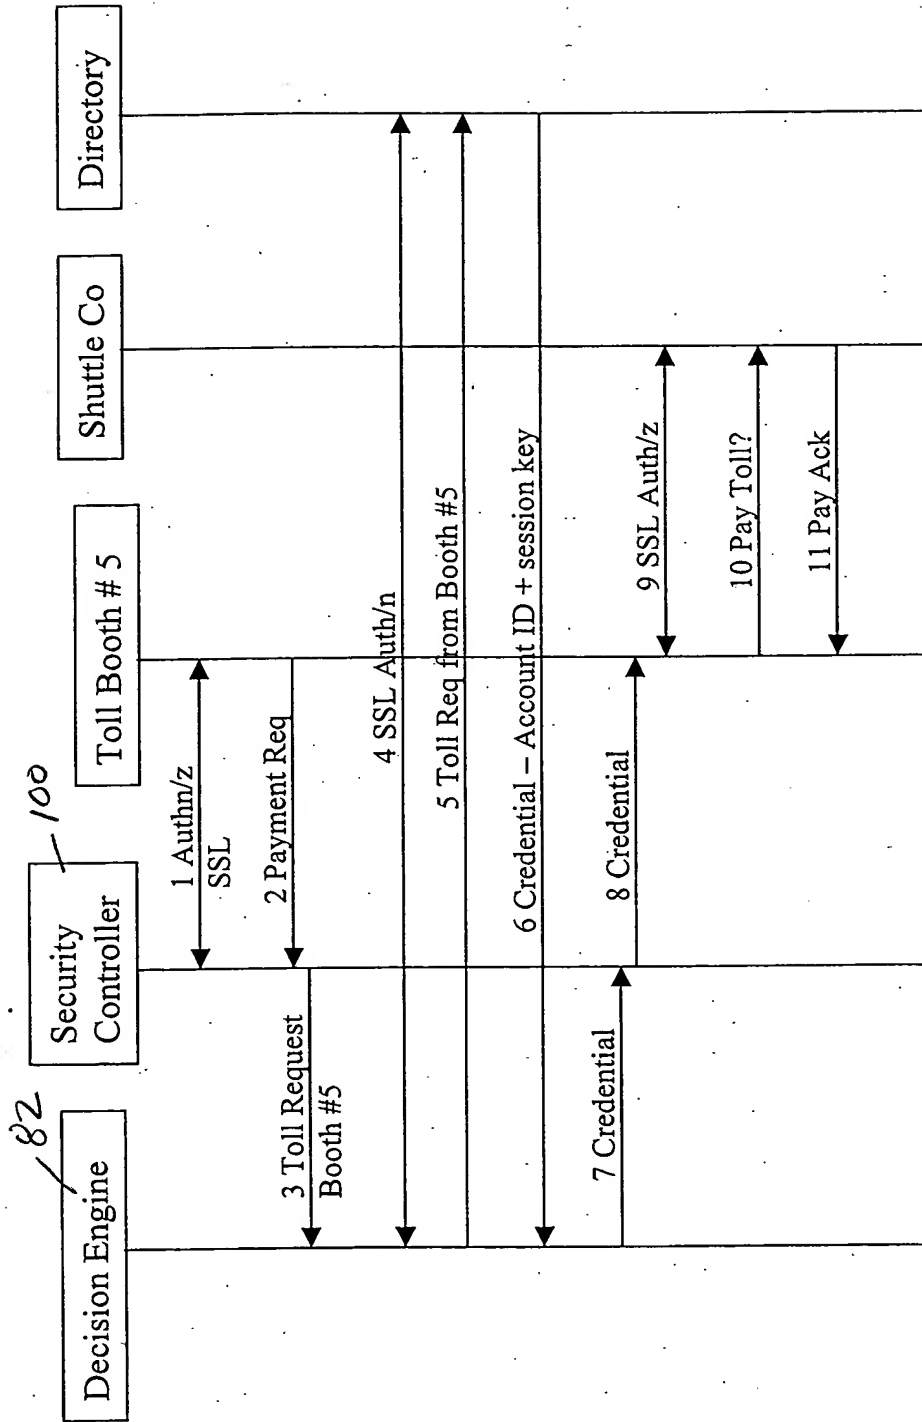 Decision Engine
82
Security
Controller
100
Toll Booth # 5
Shuttle Co
Directory
1 Authn/z
SSL
2 Payment Req
3 Toll Request
Booth #5
4 SSL Auth/n
5 Toll Req from Booth #5
6 Credential – Account ID + session key
7 Credential
8 Credential
9 SSL Auth/z
10 Pay Toll?
11 Pay Ack